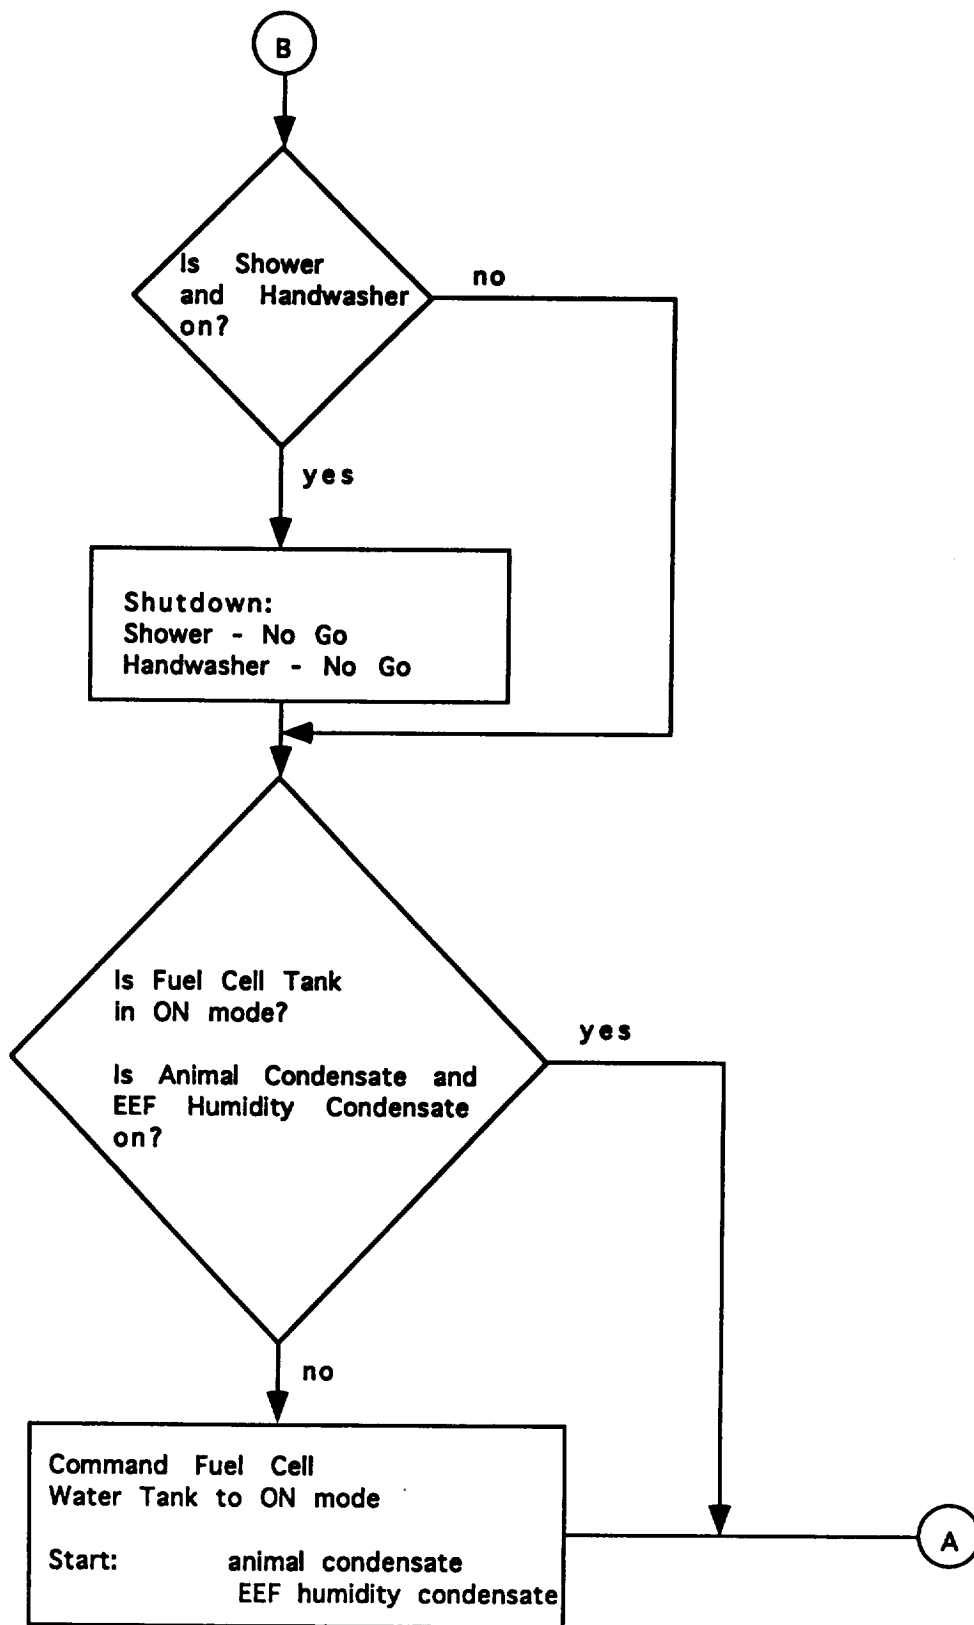 B
Is Shower
and Handwasher
on?
no
yes
Shutdown:
Shower - No Go
Handwasher - No Go
Is Fuel Cell Tank
in ON mode?
Is Animal Condensate and
EEF Humidity Condensate
on?
yes
no
Command Fuel Cell
Water Tank to ON mode
Start: animal condensate
EEF humidity condensate
A